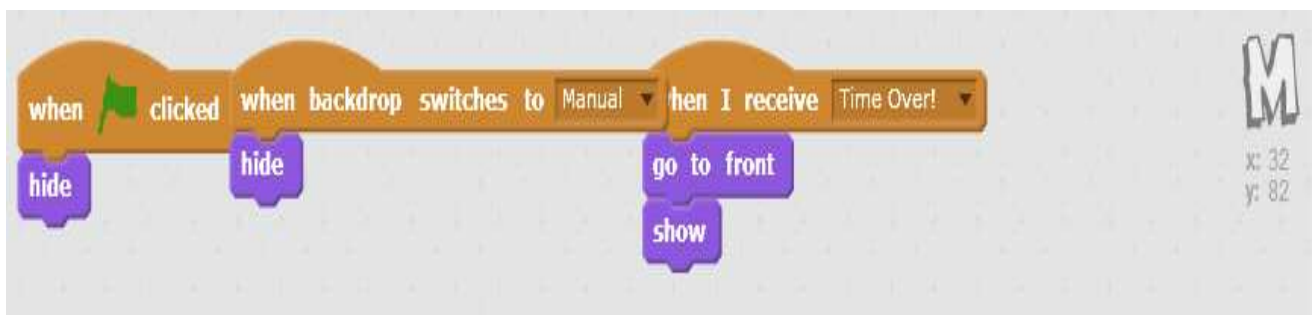 when clicked
hide
when backdrop switches to Manual
hide
hen I receive Time Over!
go to front
show
M
x: 32
y: 82